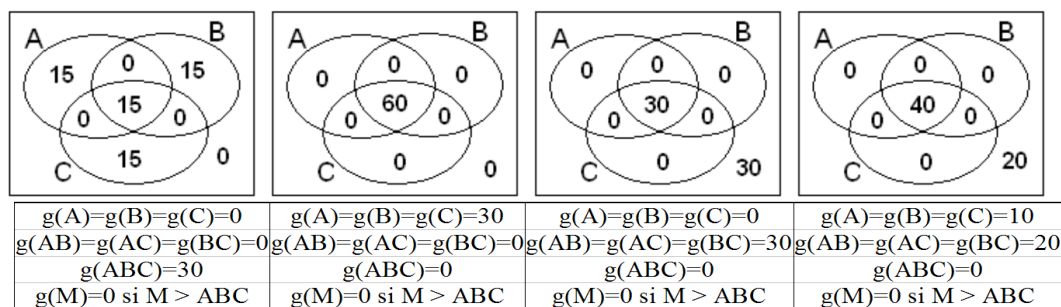 A B 15 0 15 15 0 0 C 15 0
A B 0 0 0 60 0 0 C 0 0
A B 0 0 0 30 0 0 C 0 30
A B 0 0 0 40 0 0 C 0 20
g(A)=g(B)=g(C)=0 g(A)=g(B)=g(C)=30 g(A)=g(B)=g(C)=0 g(A)=g(B)=g(C)=10
g(AB)=g(AC)=g(BC)=0 g(AB)=g(AC)=g(BC)=0 g(AB)=g(AC)=g(BC)=30 g(AB)=g(AC)=g(BC)=20
g(ABC)=30 g(ABC)=0 g(ABC)=0 g(ABC)=0
g(M)=0 si M > ABC g(M)=0 si M > ABC g(M)=0 si M > ABC g(M)=0 si M > ABC